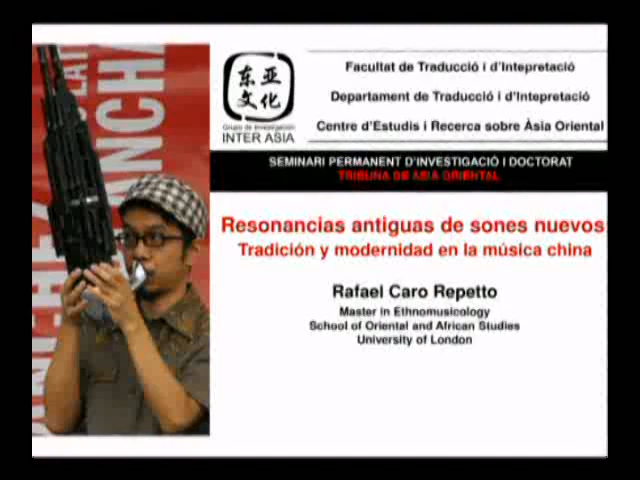 东亚
文化
Grupo de Investigación
INTER ASIA
Facultat de Traducció i d'Intepretació
Departament de Traducció i d'Intepretació
Centre d'Estudis i Recerca sobre Àsia Oriental
SEMINARI PERMANENT D'INVESTIGACIÓ I DOCTORAT
TRIBUNA DE ÀSIA ORIENTAL
Resonancias antiguas de sones nuevos
Tradición y modernidad en la música china
Rafael Caro Repetto
Master in Ethnomusicology
School of Oriental and African Studies
University of London